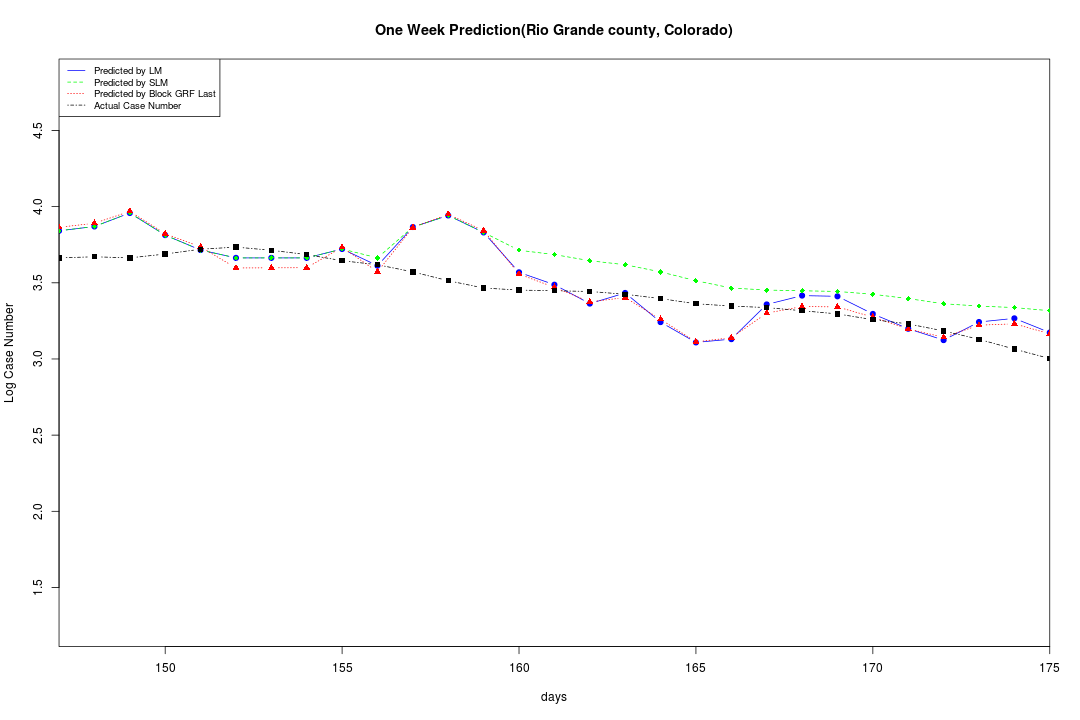 One Week Prediction(Rio Grande county, Colorado)
Predicted by LM
Predicted by SLM
Predicted by Block GRF Last
Actual Case Number
Log Case Number
4.5
4.0
3.5
3.0
2.5
2.0
1.5
150 155 160 165 170 175
days